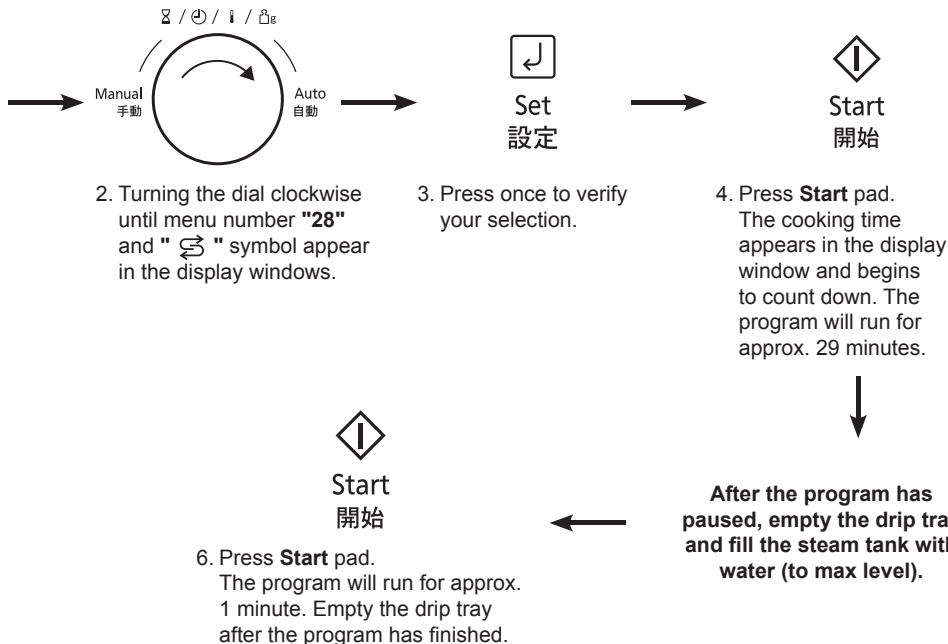 / / / g
Manual
手動
Auto
自動
Set
設定
Start
開始
2. Turning the dial clockwise
until menu number "28"
and " " symbol appear
in the display windows.
3. Press once to verify
your selection.
4. Press Start pad.
The cooking time
appears in the display
window and begins
to count down. The
program will run for
approx. 29 minutes.
After the program has
paused, empty the drip
and fill the steam tank
water (to max level).
Start
開始
6. Press Start pad.
The program will run for approx.
1 minute. Empty the drip tray
after the program has finished.